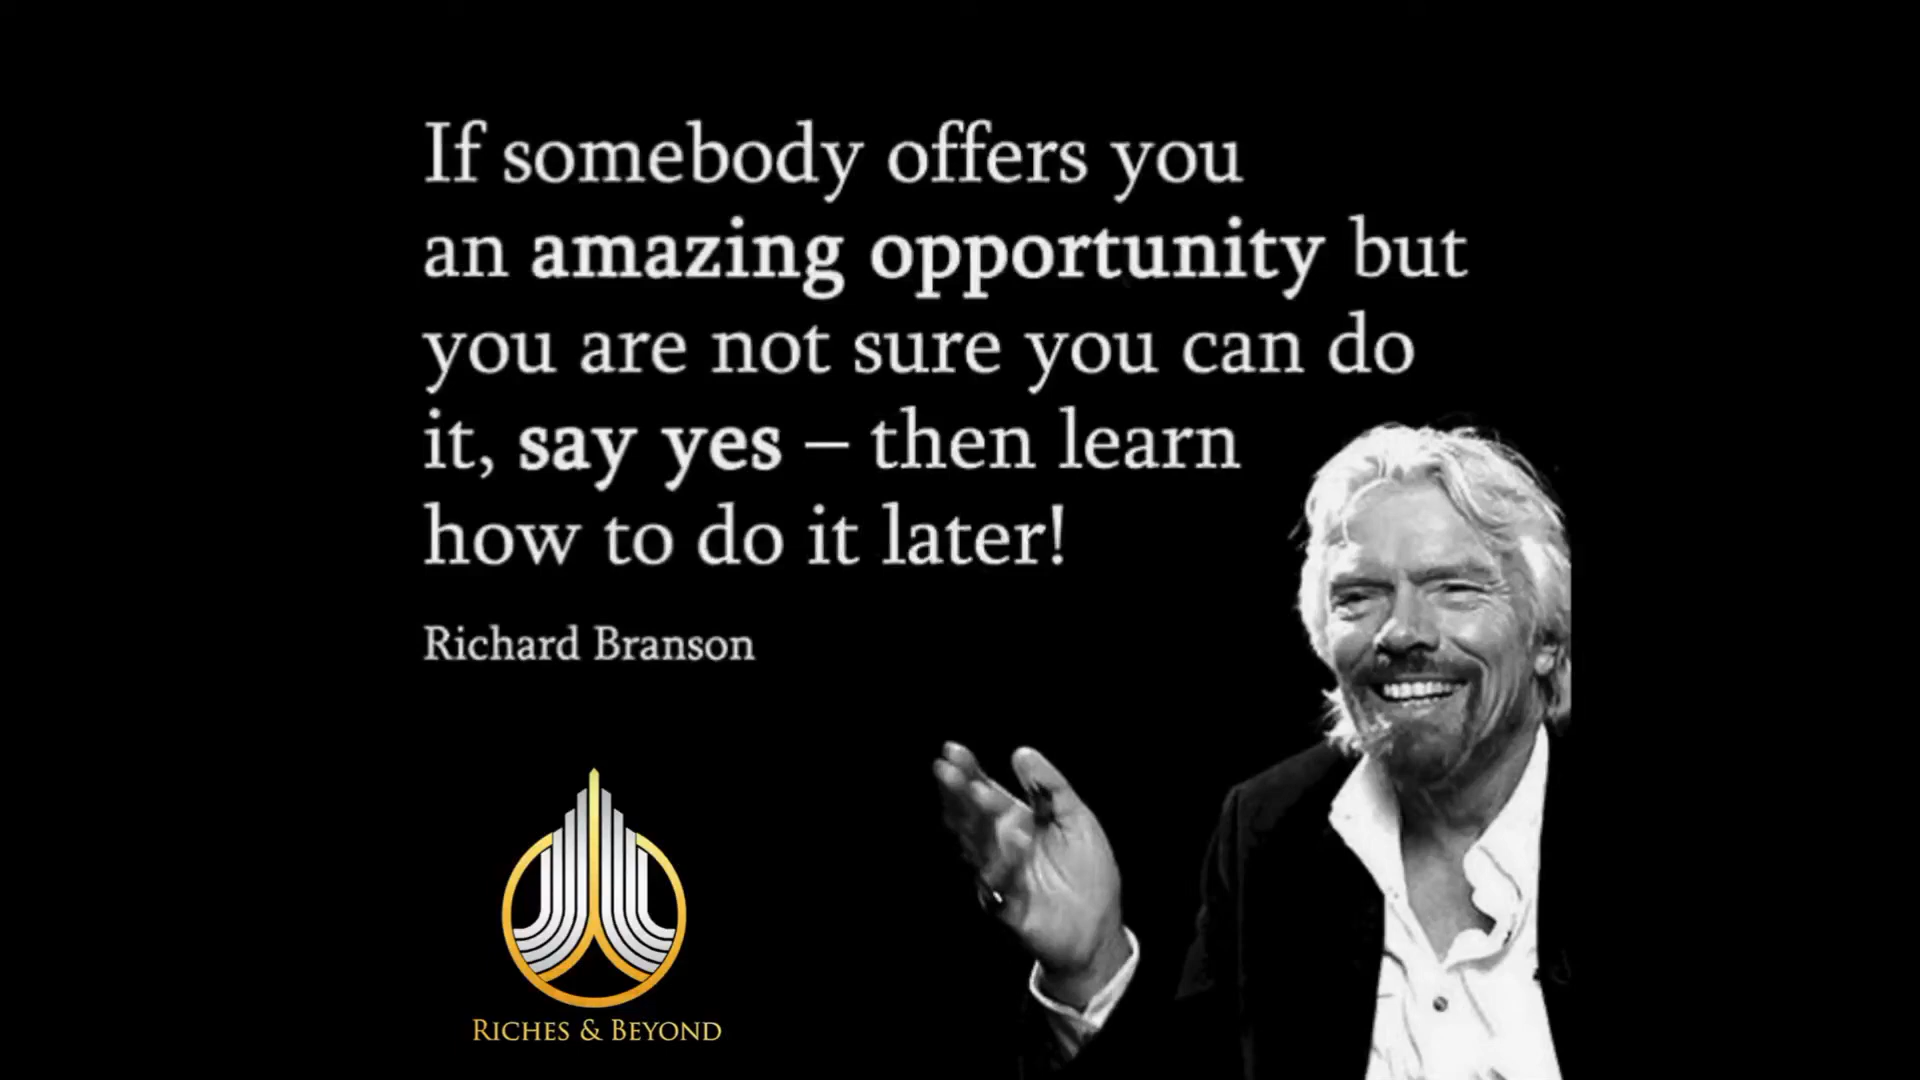 If somebody offers you
an amazing opportunity but
you are not sure you can do
it, say yes – then learn
how to do it later!
Richard Branson
RICHES & BEYOND